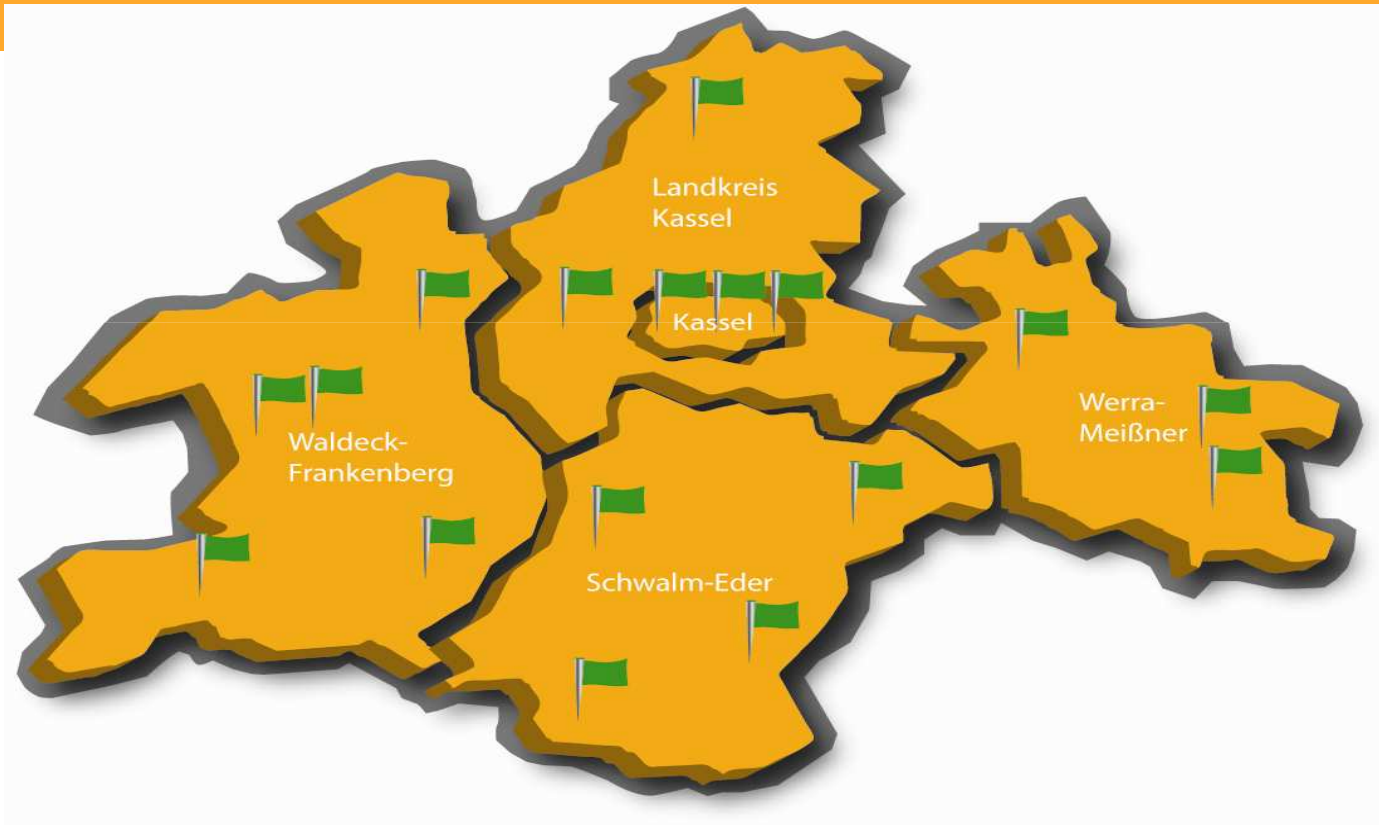 Landkreis
Kassel
Kassel
Werra-
Meißner
Waldeck-
Frankenberg
Schwalm-Eder